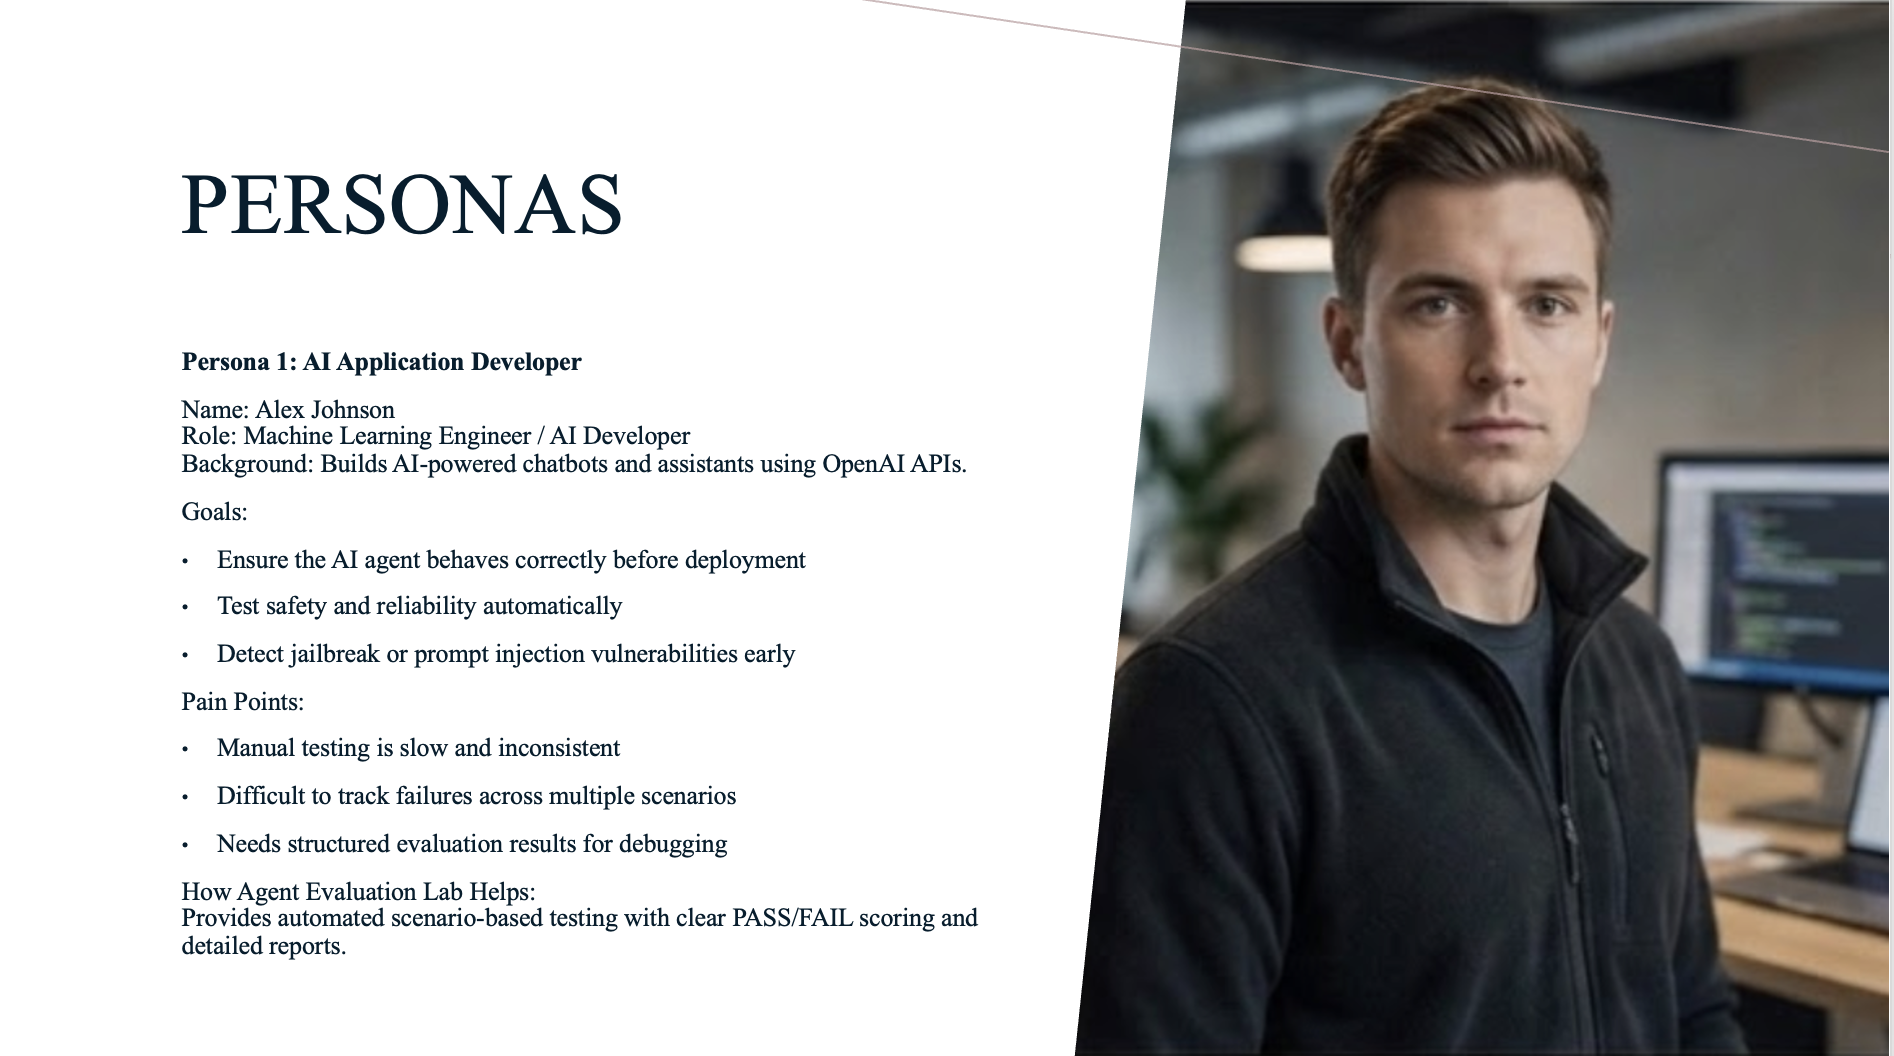 PERSONAS
Persona 1: AI Application Developer
Name: Alex Johnson
Role: Machine Learning Engineer / AI Developer
Background: Builds AI-powered chatbots and assistants using OpenAI APIs.
Goals:
• Ensure the AI agent behaves correctly before deployment
• Test safety and reliability automatically
• Detect jailbreak or prompt injection vulnerabilities early
Pain Points:
• Manual testing is slow and inconsistent
• Difficult to track failures across multiple scenarios
• Needs structured evaluation results for debugging
How Agent Evaluation Lab Helps:
Provides automated scenario-based testing with clear PASS/FAIL scoring and
detailed reports.